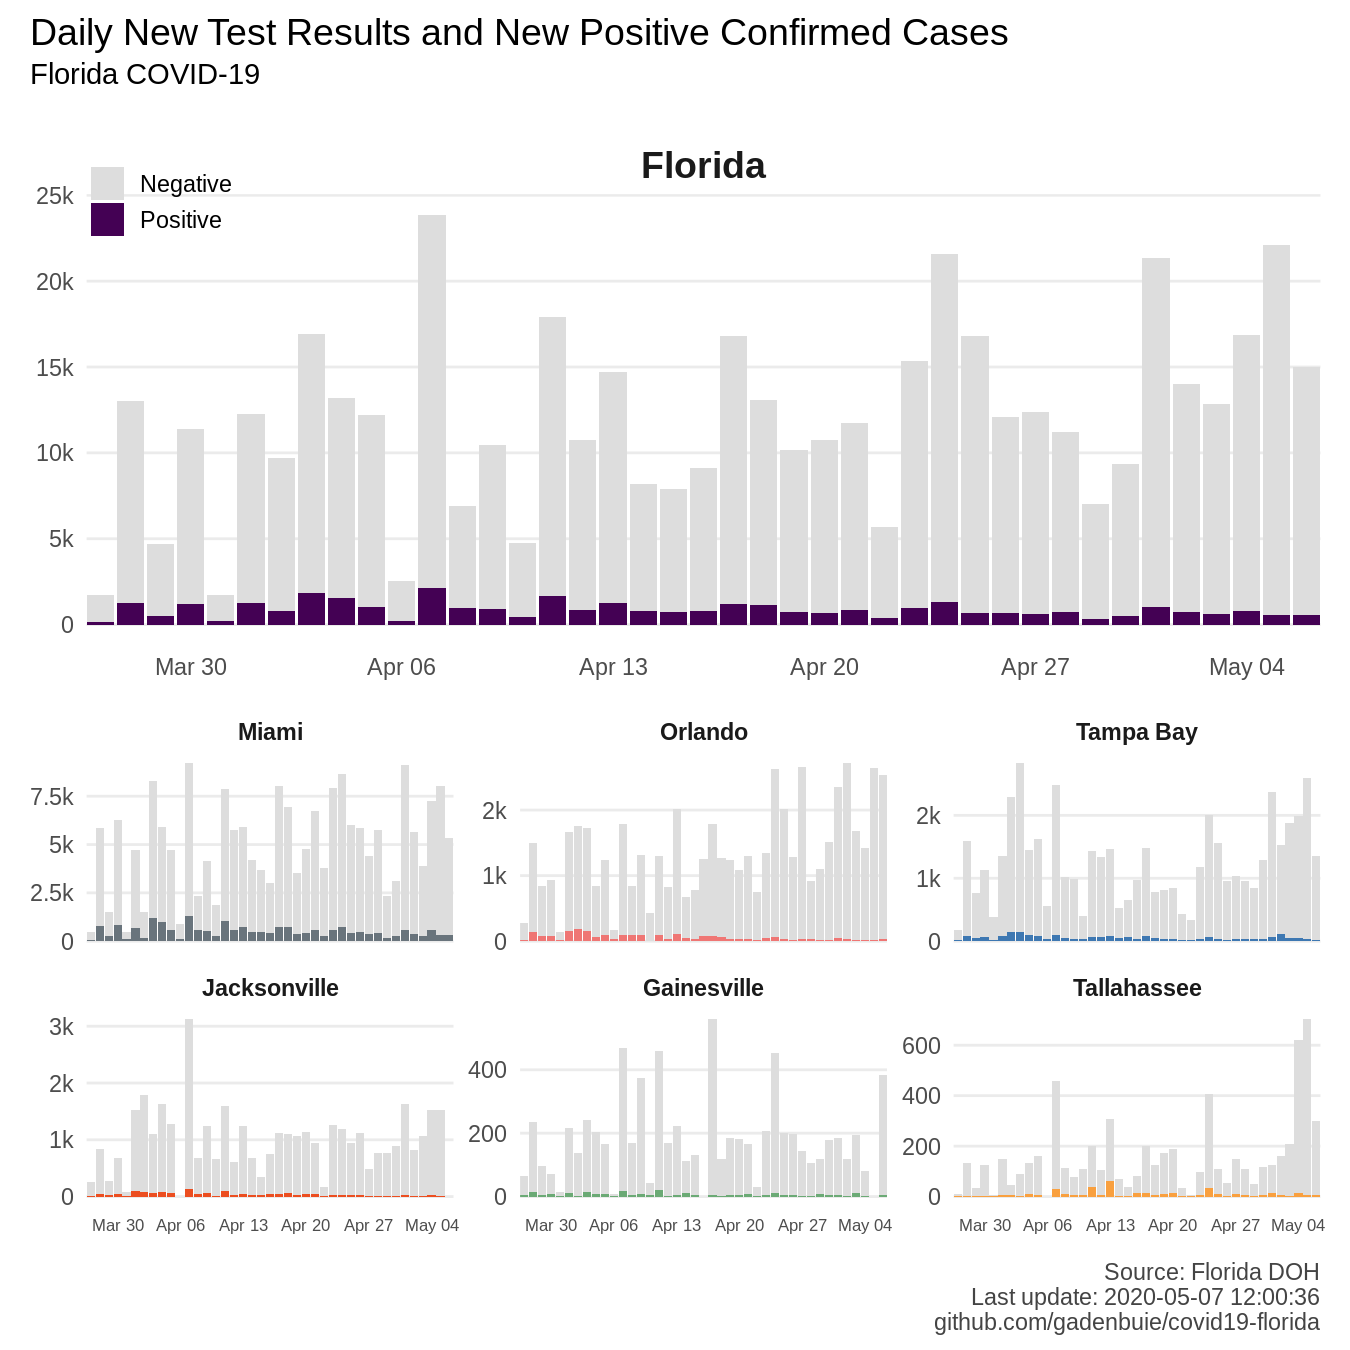 Daily New Test Results and New Positive Confirmed Cases
Florida COVID-19
Florida
Negative
Positive
25k
20k
15k
10k
5k
0
Mar 30 Apr 06 Apr 13 Apr 20 Apr 27 May 04
Miami Orlando Tampa Bay
7.5k
5k
2.5k
0
2k
1k
0
2k
1k
0
Jacksonville Gainesville Tallahassee
3k
2k
1k
0
400
200
0
600
400
200
0
Mar 30 Apr 06 Apr 13 Apr 20 Apr 27 May 04
Mar 30 Apr 06 Apr 13 Apr 20 Apr 27 May 04
Mar 30 Apr 06 Apr 13 Apr 20 Apr 27 May 04
Source: Florida DOH
Last update: 2020-05-07 12:00:36
github.com/gadenbuie/covid19-florida